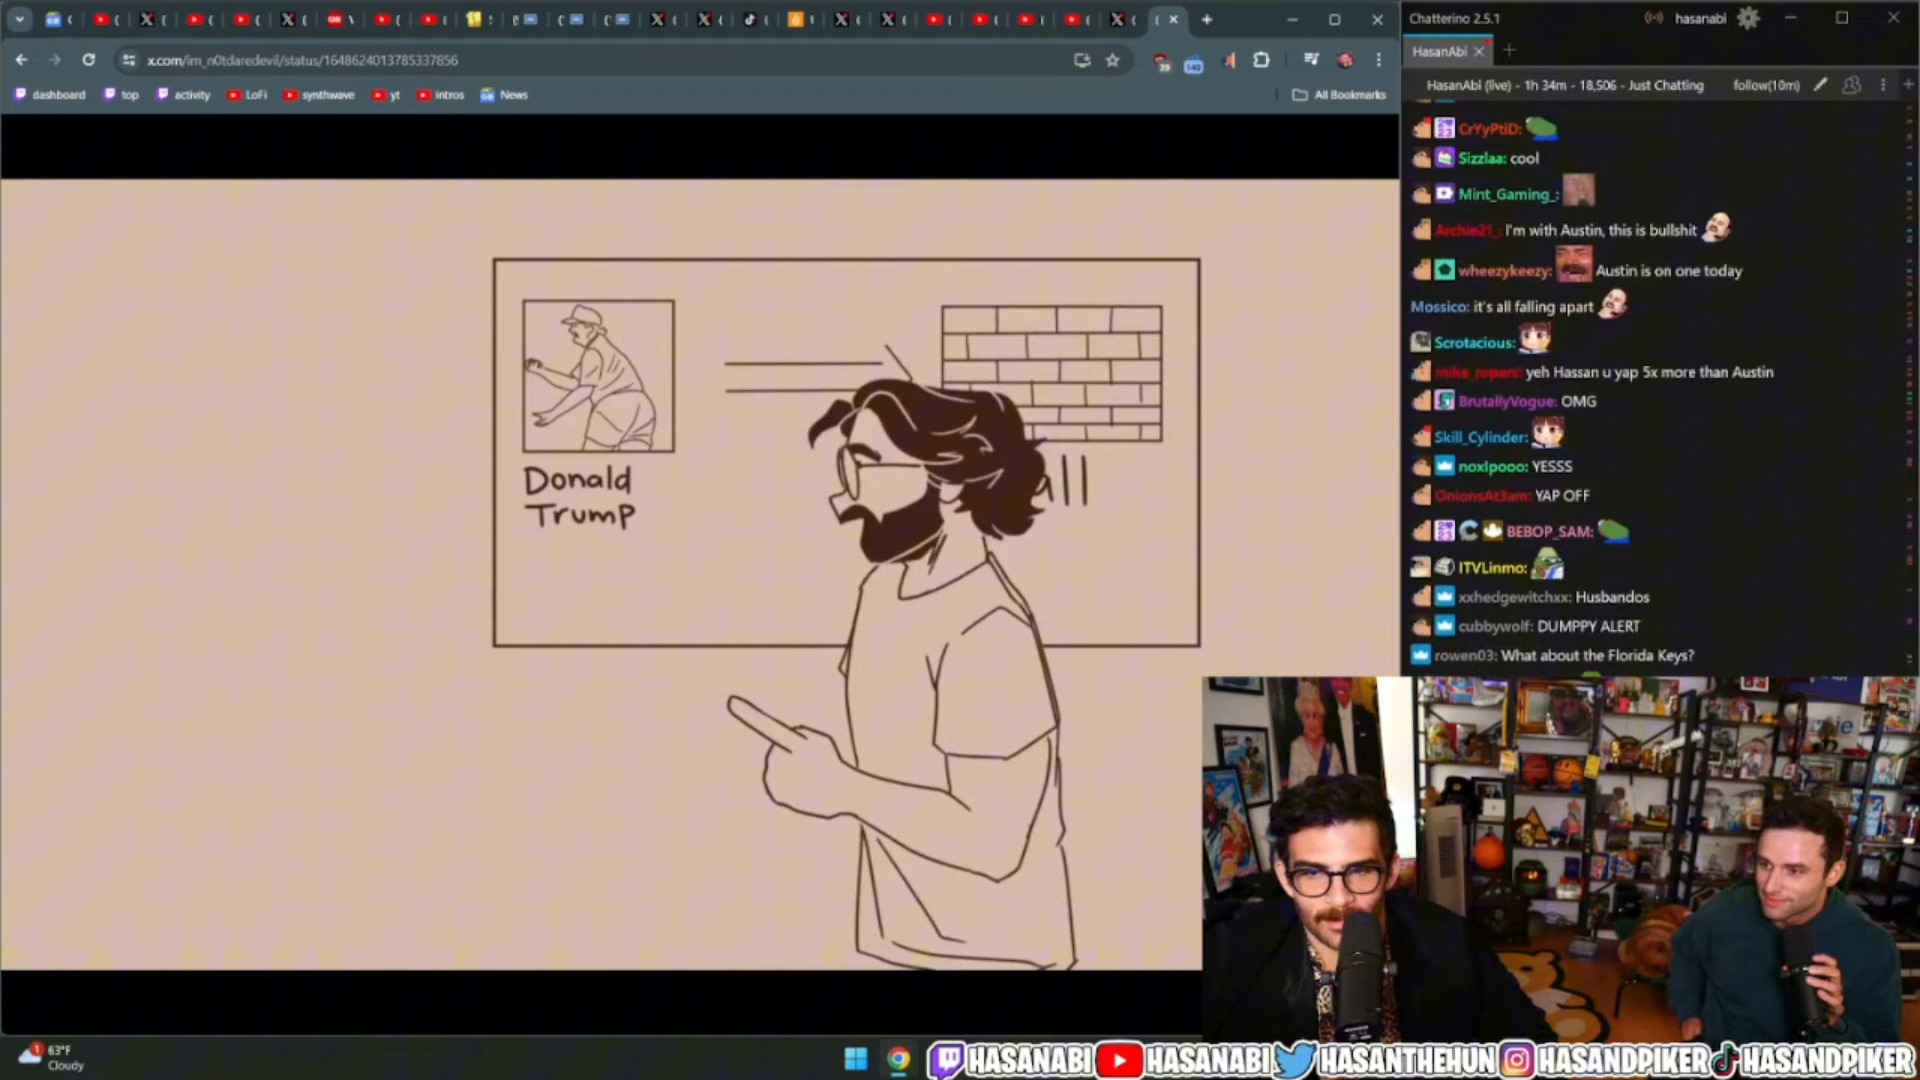 Chatterino 2.5.1
hasanabi
x.com/im_n0tdaredevil/status/1648624013785337856
HasanAbi
dashboard
top
activity
LoFi
synthwave
yt
intros
News
All Bookmarks
HasanAbi (live) - 1h 34m - 18,506 - Just Chatting
follow(10m)
CrYyPtiD:
Sizzlaa: cool
Mint_Gaming_:
Archie21_: I'm with Austin, this is bullshit
wheezykeezy: Austin is on one today
Mossico: it's all falling apart
Scrotacious:
yeh Hassan u yap 5x more than Austin
BrutallyVogue: OMG
Skill_Cylinder:
noxlpooo: YESSS
OnionsAt3am: YAP OFF
BEBOP_SAM:
ITVLinmo:
xxhedgewitchxx: Husbandos
cubbywolf: DUMPPY ALERT
rowen03: What about the Florida Keys?
Donald
Trump
all
63°F
Cloudy
HASANABI
HASANABI
HASANTHEHUN
HASANDPIKER
HASANDPIKER